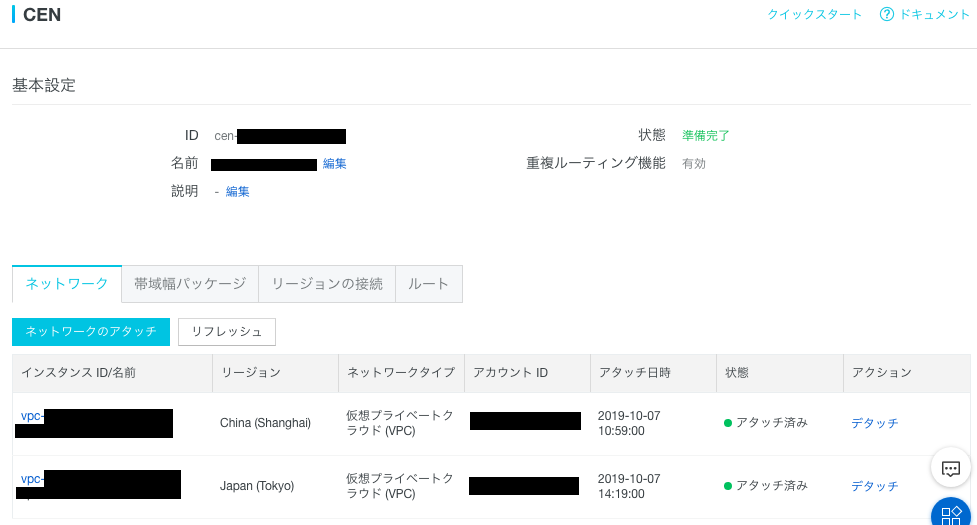 CEN
クイックスタート ドキュメント
基本設定
ID cen- 状態 準備完了
名前 編集 重複ルーティング機能 有効
説明 - 編集
ネットワーク 帯域幅パッケージ リージョンの接続 ルート
ネットワークのアタッチ リフレッシュ
インスタンス ID/名前 リージョン ネットワークタイプ アカウント ID アタッチ日時 状態 アクション
vpc- China (Shanghai) 仮想プライベートク 2019-10-07 アタッチ済み デタッチ
ラウド (VPC) 10:59:00
vpc- Japan (Tokyo) 仮想プライベートク 2019-10-07 アタッチ済み デタッチ
ラウド (VPC) 14:19:00